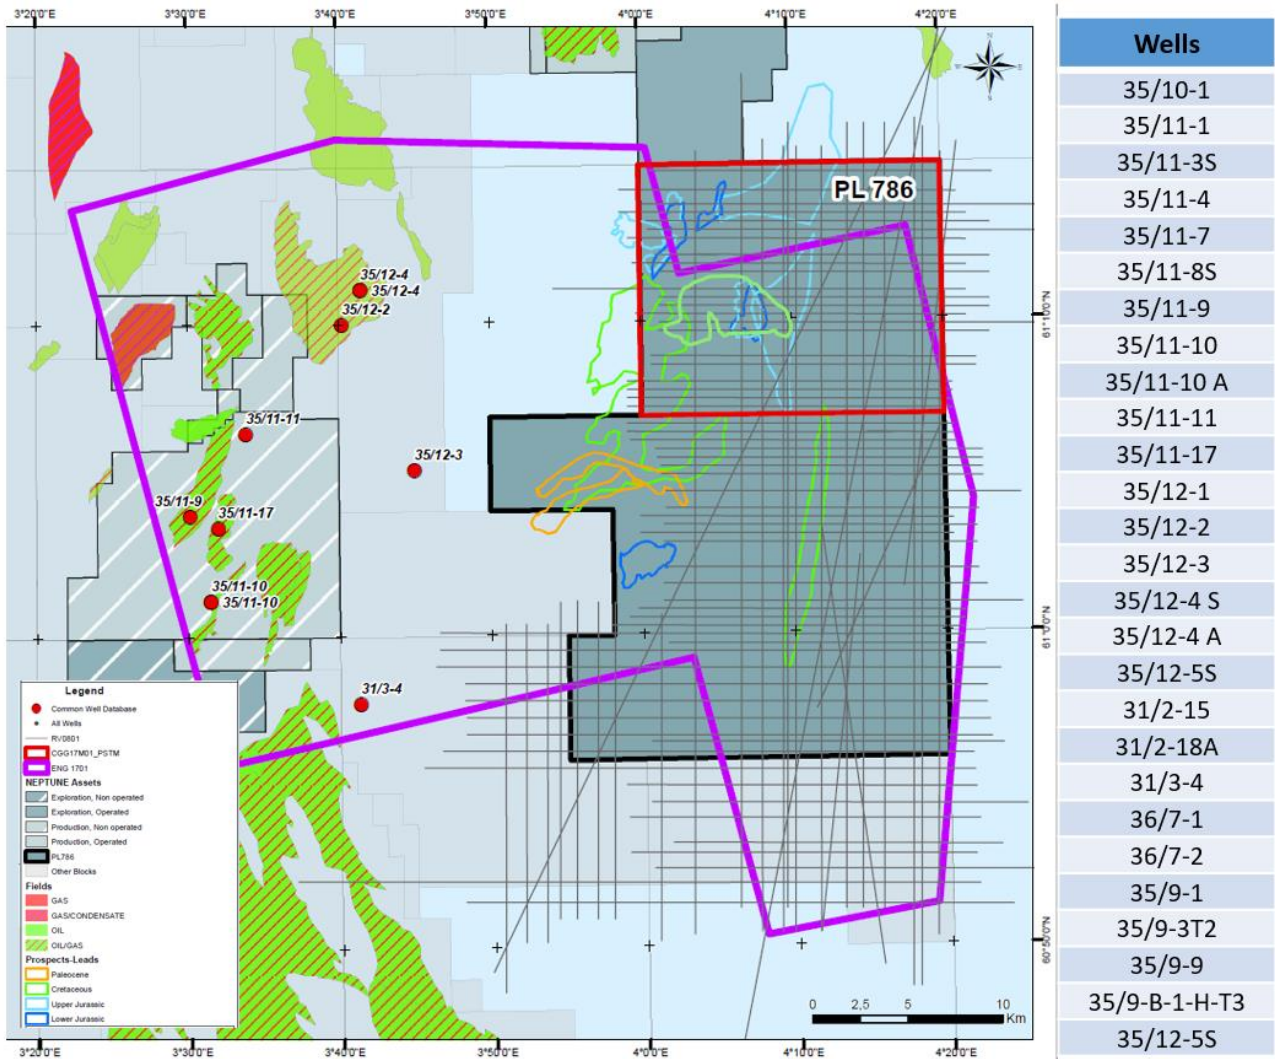 3°20'0"E
3°30'0"E
3°40'0"E
3°50'0"E
4°0'0"E
4°10'0"E
4°20'0"E
N
W
E
S
PL 786
35/12-4
35/12-4
35/12-2
61°10'0"N
35/11-11
35/12-3
35/11-9
35/11-17
35/11-10
35/11-10
61°0'0"N
31/3-4
60°50'0"N
Legend
Common Well Database
All Wells
RV0801
CGG17M01_PSTM
ENG 1701
NEPTUNE Assets
Exploration, Non operated
Exploration, Operated
Production, Non operated
Production, Operated
PL786
Other Blocks
Fields
GAS
GAS/CONDENSATE
OIL
OIL/GAS
Prospects-Leads
Paleocene
Cretaceous
Upper Jurassic
Lower Jurassic
0 2,5 5 10
Km
3°20'0"E
3°30'0"E
3°40'0"E
3°50'0"E
4°0'0"E
4°10'0"E
4°20'0"E
Wells
35/10-1
35/11-1
35/11-3S
35/11-4
35/11-7
35/11-8S
35/11-9
35/11-10
35/11-10 A
35/11-11
35/11-17
35/12-1
35/12-2
35/12-3
35/12-4 S
35/12-4 A
35/12-5S
31/2-15
31/2-18A
31/3-4
36/7-1
36/7-2
35/9-1
35/9-3T2
35/9-9
35/9-B-1-H-T3
35/12-5S